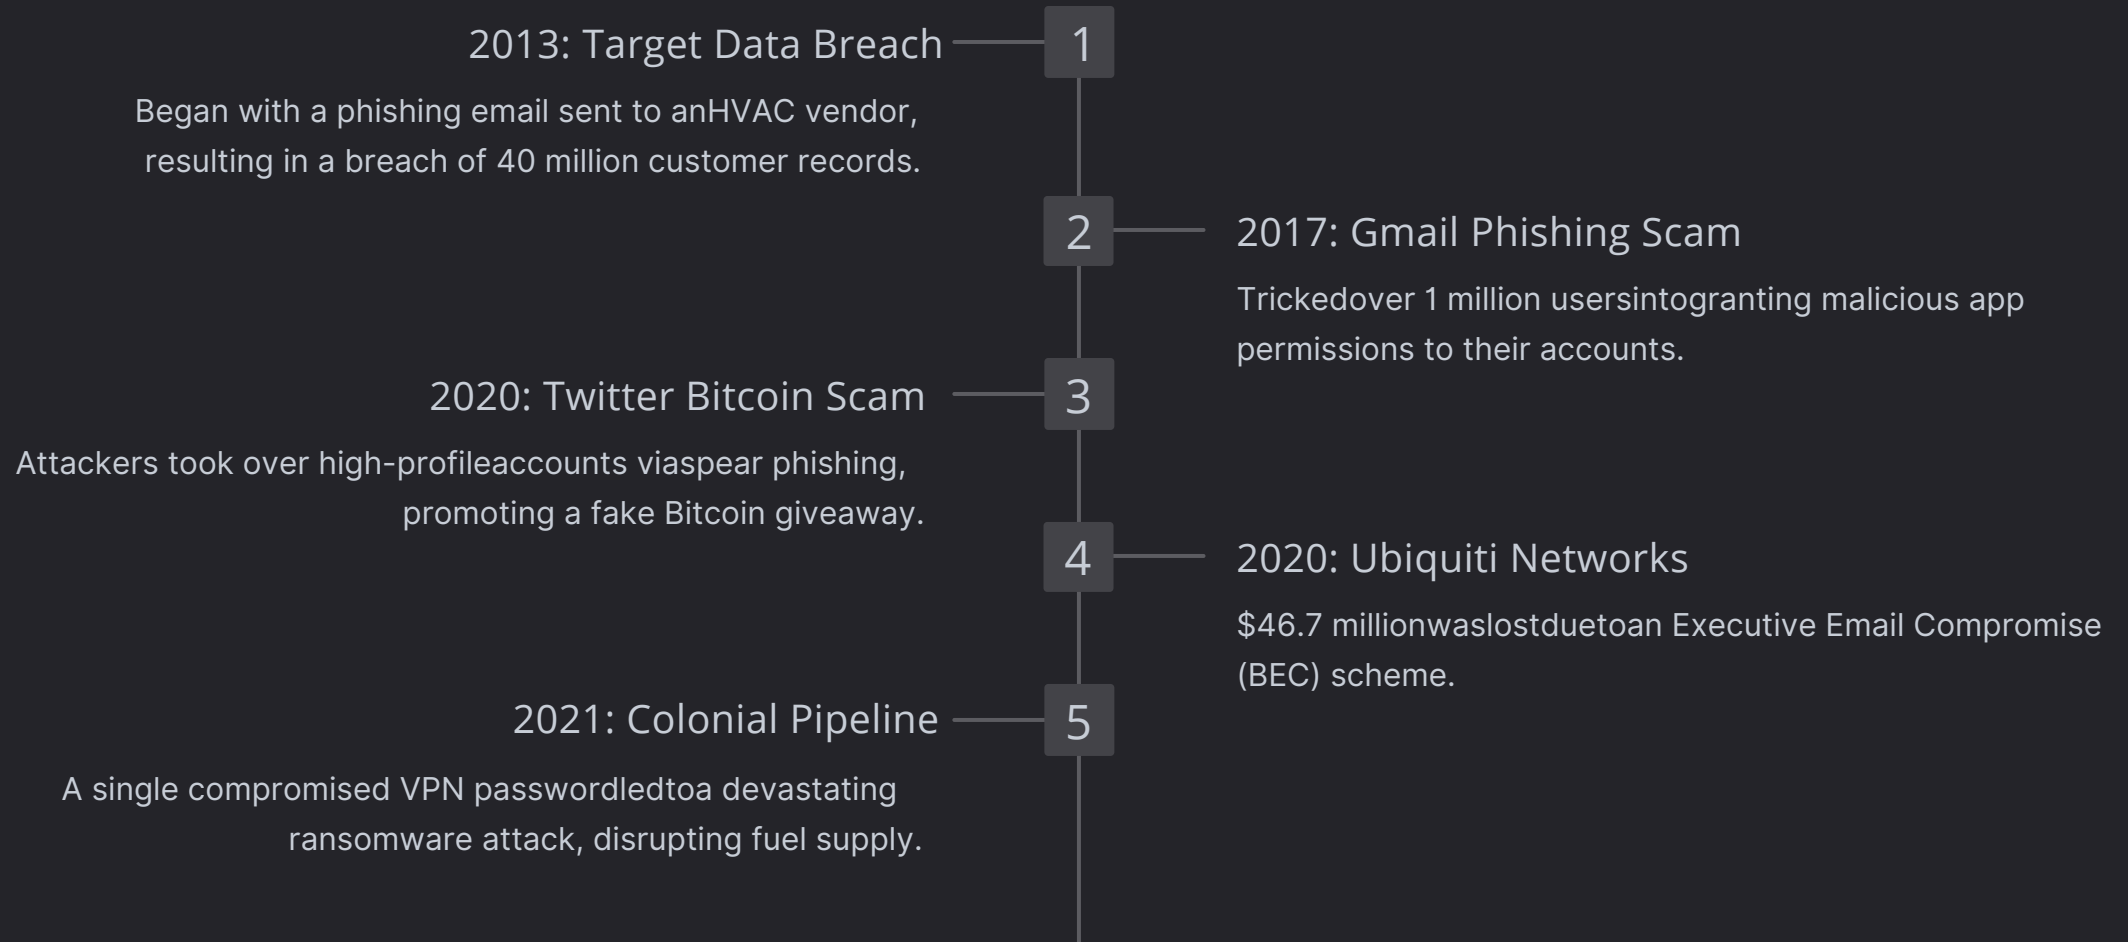 2013: Target Data Breach
1
Began with a phishing email sent to anHVAC vendor,
resulting in a breach of 40 million customer records.
2
2017: Gmail Phishing Scam
Trickedover 1 million usersintogranting malicious app
permissions to their accounts.
2020: Twitter Bitcoin Scam
3
Attackers took over high-profileaccounts viaspear phishing,
promoting a fake Bitcoin giveaway.
4
2020: Ubiquiti Networks
$46.7 millionwaslostduetoan Executive Email Compromise
(BEC) scheme.
2021: Colonial Pipeline
5
A single compromised VPN passwordledtoa devastating
ransomware attack, disrupting fuel supply.